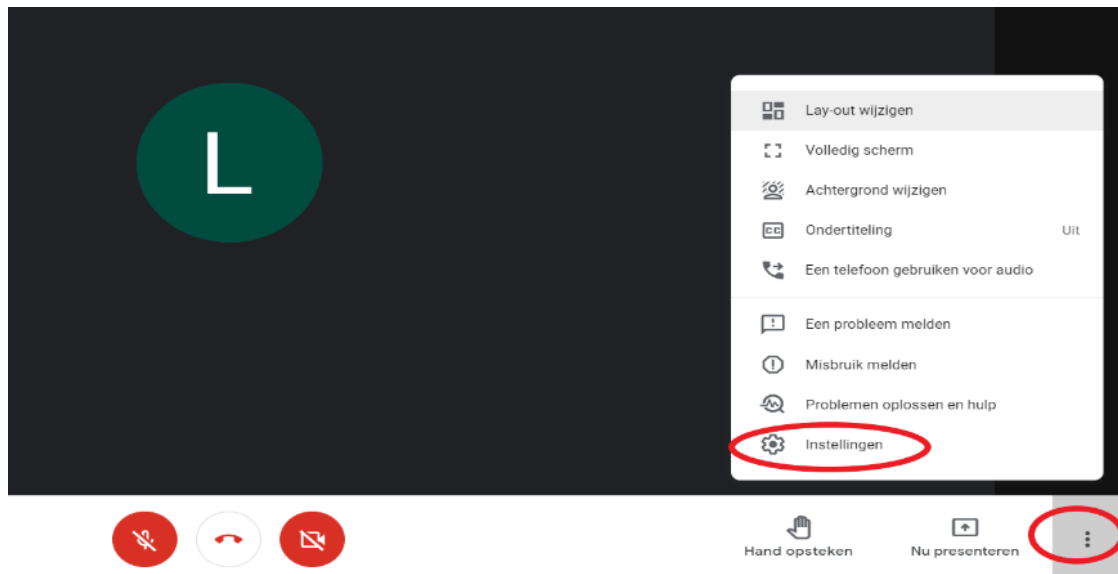 L
Lay-out wijzigen
Volledig scherm
Achtergrond wijzigen
CC Ondertiteling Uit
Een telefoon gebruiken voor audio
Een probleem melden
Misbruik melden
Problemen oplossen en hulp
Instellingen
Hand opsteken Nu presenteren